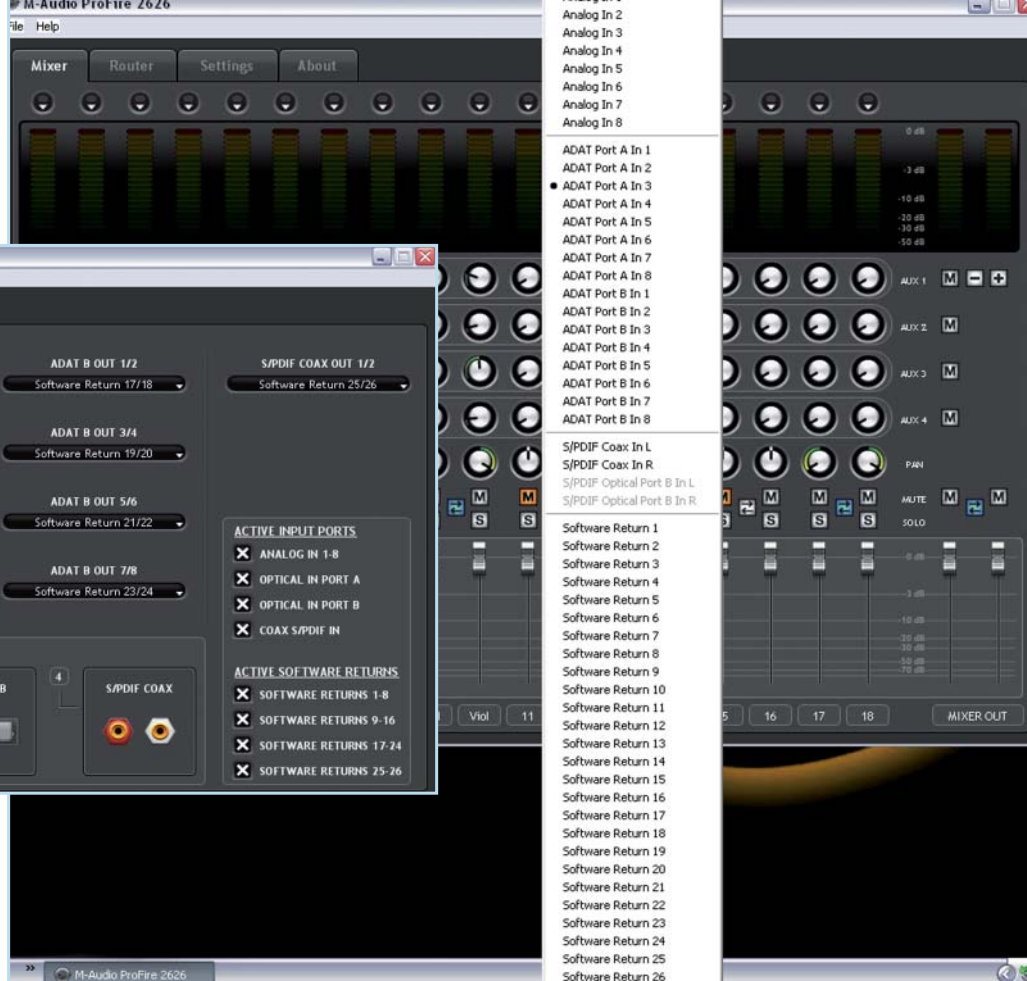 M-Audio ProFire 2626
File Help
Mixer
Router
Settings
About
Analog In 2
Analog In 3
Analog In 4
Analog In 5
Analog In 6
Analog In 7
Analog In 8
ADAT Port A In 1
ADAT Port A In 2
ADAT Port A In 3
ADAT Port A In 4
ADAT Port A In 5
ADAT Port A In 6
ADAT Port A In 7
ADAT Port A In 8
ADAT Port B In 1
ADAT Port B In 2
ADAT Port B In 3
ADAT Port B In 4
ADAT Port B In 5
ADAT Port B In 6
ADAT Port B In 7
ADAT Port B In 8
S/PDIF Coax In L
S/PDIF Coax In R
S/PDIF Optical Port B In L
S/PDIF Optical Port B In R
Software Return 1
Software Return 2
Software Return 3
Software Return 4
Software Return 5
Software Return 6
Software Return 7
Software Return 8
Software Return 9
Software Return 10
Software Return 11
Software Return 12
Software Return 13
Software Return 14
Software Return 15
Software Return 16
Software Return 17
Software Return 18
Software Return 19
Software Return 20
Software Return 21
Software Return 22
Software Return 23
Software Return 24
Software Return 25
Software Return 26
0 dB
-3 dB
-10 dB
-20 dB
-30 dB
-50 dB
AUX 1 M
AUX 2 M
AUX 3 M
AUX 4 M
PAN
M M M M M MUTE M M
S S S S S SOLO
0 dB
-3 dB
-10 dB
-20 dB
-30 dB
-50 dB
-70 dB
Viol 11 16 17 18 MIXER OUT
ADAT B OUT 1/2
Software Return 17/18
ADAT B OUT 3/4
Software Return 19/20
ADAT B OUT 5/6
Software Return 21/22
ADAT B OUT 7/8
Software Return 23/24
S/PDIF COAX OUT 1/2
Software Return 25/26
ACTIVE INPUT PORTS
ANALOG IN 1-8
OPTICAL IN PORT A
OPTICAL IN PORT B
COAX S/PDIF IN
ACTIVE SOFTWARE RETURNS
SOFTWARE RETURNS 1-8
SOFTWARE RETURNS 9-16
SOFTWARE RETURNS 17-24
SOFTWARE RETURNS 25-26
B
4
S/PDIF COAX
M-Audio ProFire 2626